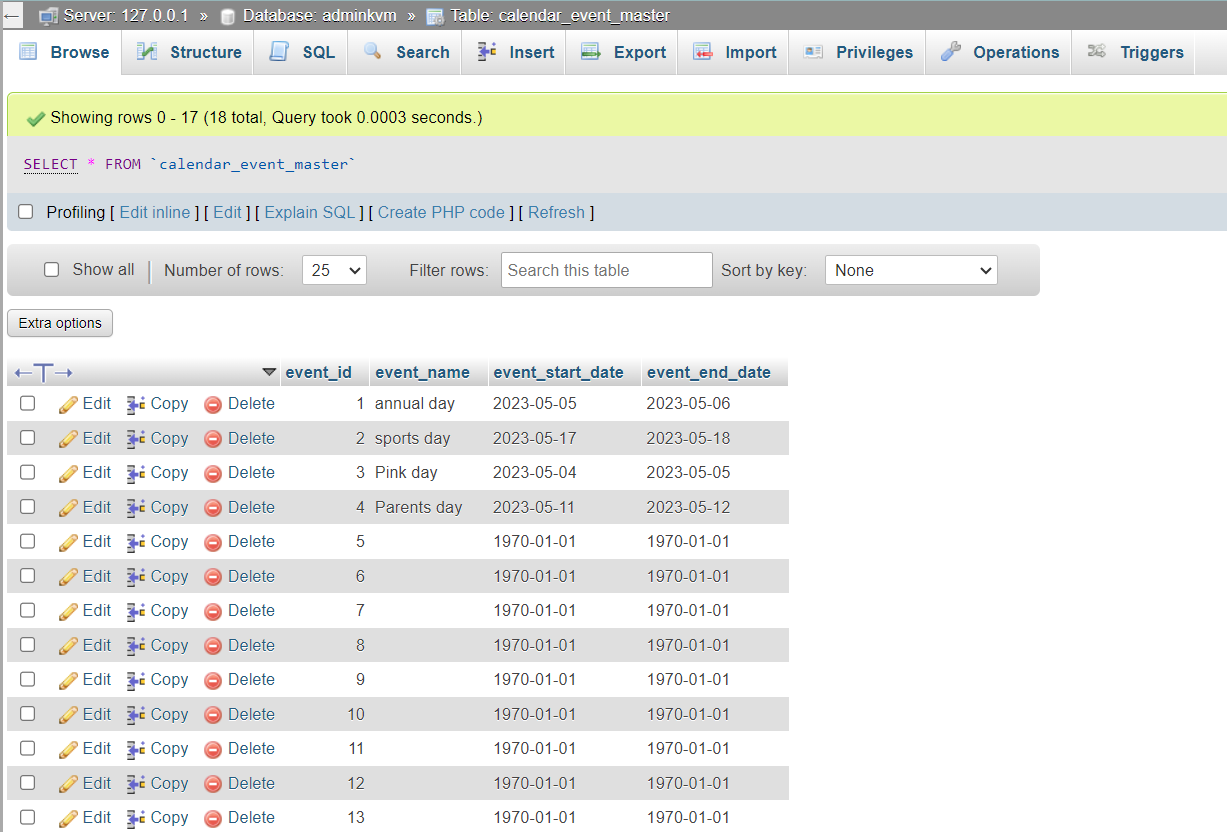 Server: 127.0.0.1 » Database: adminkvm » Table: calendar_event_master
Browse Structure SQL Search Insert Export Import Privileges Operations Triggers
Showing rows 0 - 17 (18 total, Query took 0.0003 seconds.)
SELECT * FROM `calendar_event_master`
Profiling [ Edit inline ] [ Edit ] [ Explain SQL ] [ Create PHP code ] [ Refresh ]
Show all Number of rows: 25 Filter rows: Search this table Sort by key: None
Extra options
event_id event_name event_start_date event_end_date
Edit Copy Delete 1 annual day 2023-05-05 2023-05-06
Edit Copy Delete 2 sports day 2023-05-17 2023-05-18
Edit Copy Delete 3 Pink day 2023-05-04 2023-05-05
Edit Copy Delete 4 Parents day 2023-05-11 2023-05-12
Edit Copy Delete 5 1970-01-01 1970-01-01
Edit Copy Delete 6 1970-01-01 1970-01-01
Edit Copy Delete 7 1970-01-01 1970-01-01
Edit Copy Delete 8 1970-01-01 1970-01-01
Edit Copy Delete 9 1970-01-01 1970-01-01
Edit Copy Delete 10 1970-01-01 1970-01-01
Edit Copy Delete 11 1970-01-01 1970-01-01
Edit Copy Delete 12 1970-01-01 1970-01-01
Edit Copy Delete 13 1970-01-01 1970-01-01